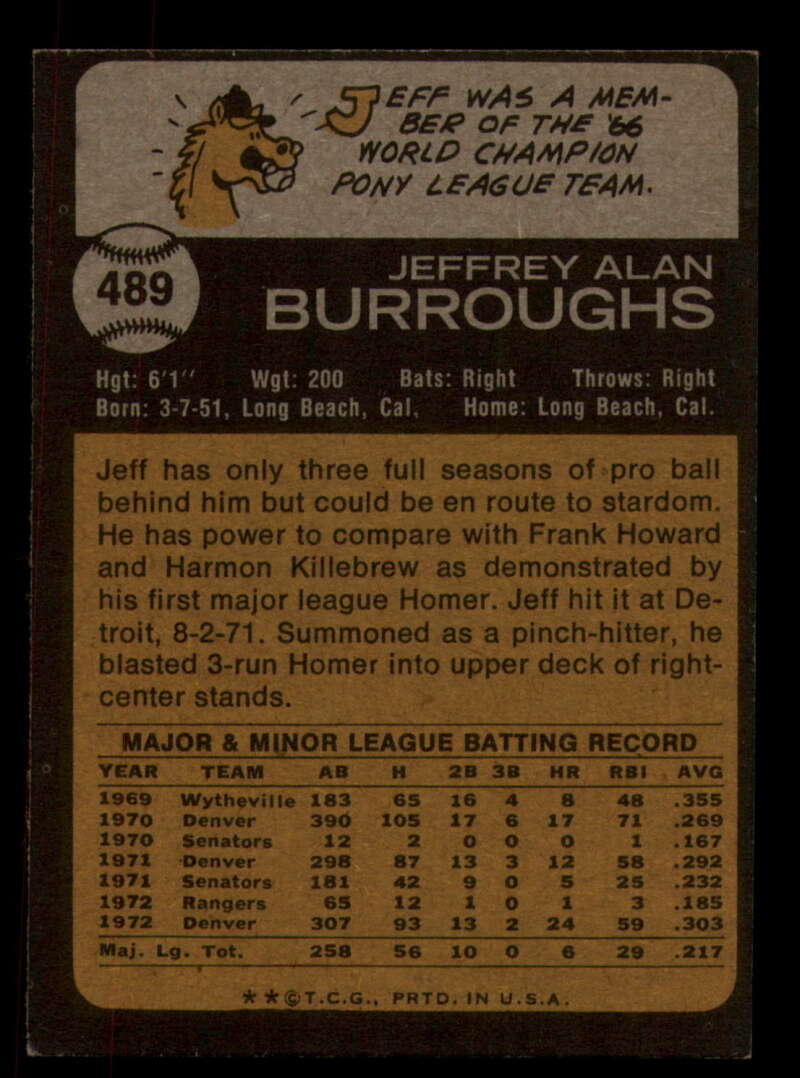 JEFF WAS A MEM-
BER OF THE '66
WORLD CHAMPION
PONY LEAGUE TEAM.
489
JEFFREY ALAN
BURROUGHS
Hgt: 6'1" Wgt: 200 Bats: Right Throws: Right
Born: 3-7-51, Long Beach, Cal. Home: Long Beach, Cal.
Jeff has only three full seasons of pro ball
behind him but could be en route to stardom.
He has power to compare with Frank Howard
and Harmon Killebrew as demonstrated by
his first major league Homer. Jeff hit it at De-
troit, 8-2-71. Summoned as a pinch-hitter, he
blasted 3-run Homer into upper deck of right-
center stands.
MAJOR & MINOR LEAGUE BATTING RECORD
YEAR TEAM AB H 2B 3B HR RBI AVG
1969 Wytheville 183 65 16 4 8 48 .355
1970 Denver 390 105 17 6 17 71 .269
1970 Senators 12 2 0 0 0 1 .167
1971 Denver 298 87 13 3 12 58 .292
1971 Senators 181 42 9 0 5 25 .232
1972 Rangers 65 12 1 0 1 3 .185
1972 Denver 307 93 13 2 24 59 .303
Maj. Lg. Tot. 258 56 10 0 6 29 .217
**©T.C.G., PRTD. IN U.S.A.